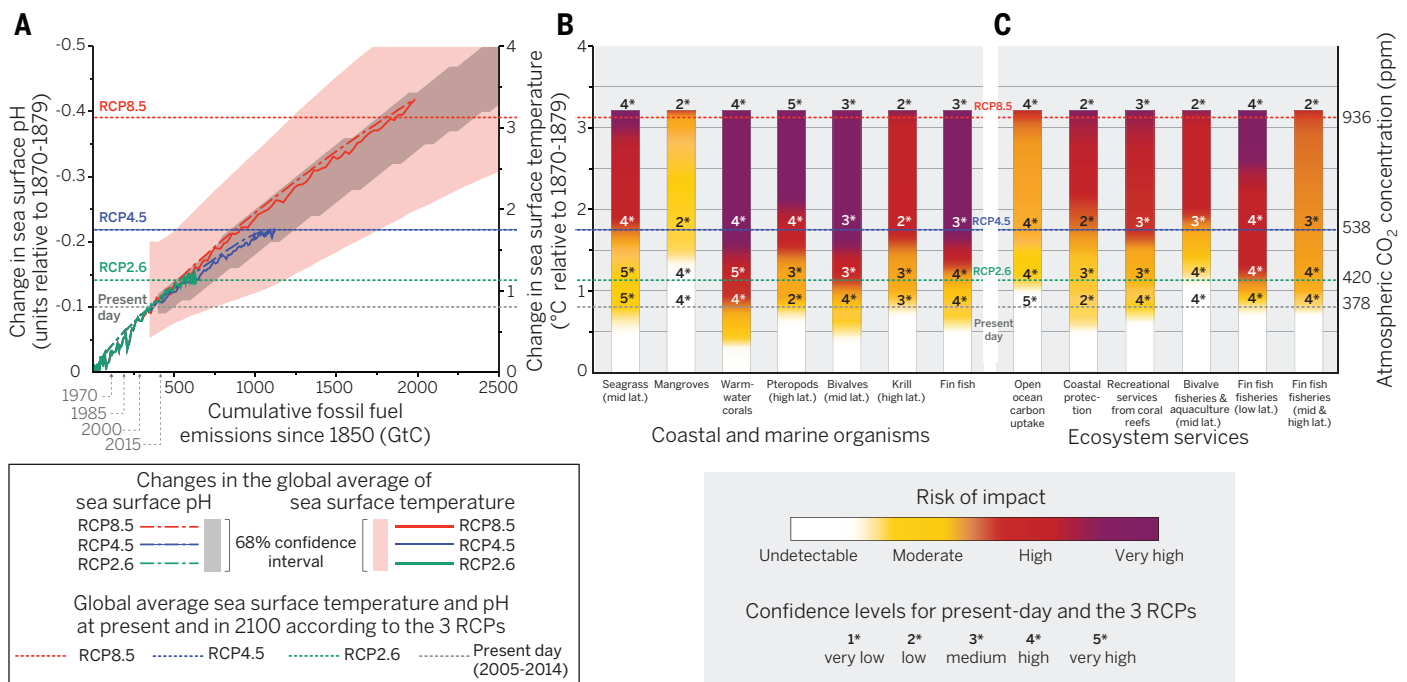 A
Change in sea surface pH
(units relative to 1870-1879)
-0.5
-0.4
-0.3
-0.2
-0.1
0
RCP8.5
RCP4.5
RCP2.6
Present
day
4
3
2
1
0
Change in sea surface temperature
(°C relative to 1870-1879)
0
500
1000
1500
2000
2500
1970
1985
2000
2015
Cumulative fossil fuel
emissions since 1850 (GtC)
B
4
3
2
1
0
4* 2* 4* 5* 3* 2* 3*
4* 2* 4* 4* 3* 2* 3*
5* 4* 5* 3* 3* 3* 4*
5* 4* 4* 2* 4* 3* 4*
Seagrass
(mid lat.)
Mangroves
Warm-
water
corals
Pteropods
(high lat.)
Bivalves
(mid lat.)
Krill
(high lat.)
Fin fish
Coastal and marine organisms
RCP8.5
RCP4.5
RCP2.6
Present
day
C
4* 2* 3* 2* 4* 2*
4* 2* 3* 3* 4* 3*
4* 3* 3* 4* 4* 4*
5* 2* 4* 4* 4* 4*
Open
ocean
carbon
uptake
Coastal
protec-
tion
Recreational
services
from coral
reefs
Bivalve
fisheries &
aquaculture
(mid lat.)
Fin fish
fisheries
(low lat.)
Fin fish
fisheries
(mid &
high lat.)
Ecosystem services
936
538
420
378
Atmospheric CO2 concentration (ppm)
Changes in the global average of
sea surface pH
sea surface temperature
RCP8.5
RCP4.5
RCP2.6
68% confidence
interval
RCP8.5
RCP4.5
RCP2.6
Global average sea surface temperature and pH
at present and in 2100 according to the 3 RCPs
RCP8.5
RCP4.5
RCP2.6
Present day
(2005-2014)
Risk of impact
Undetectable
Moderate
High
Very high
Confidence levels for present-day and the 3 RCPs
1* 2* 3* 4* 5*
very low low medium high very high